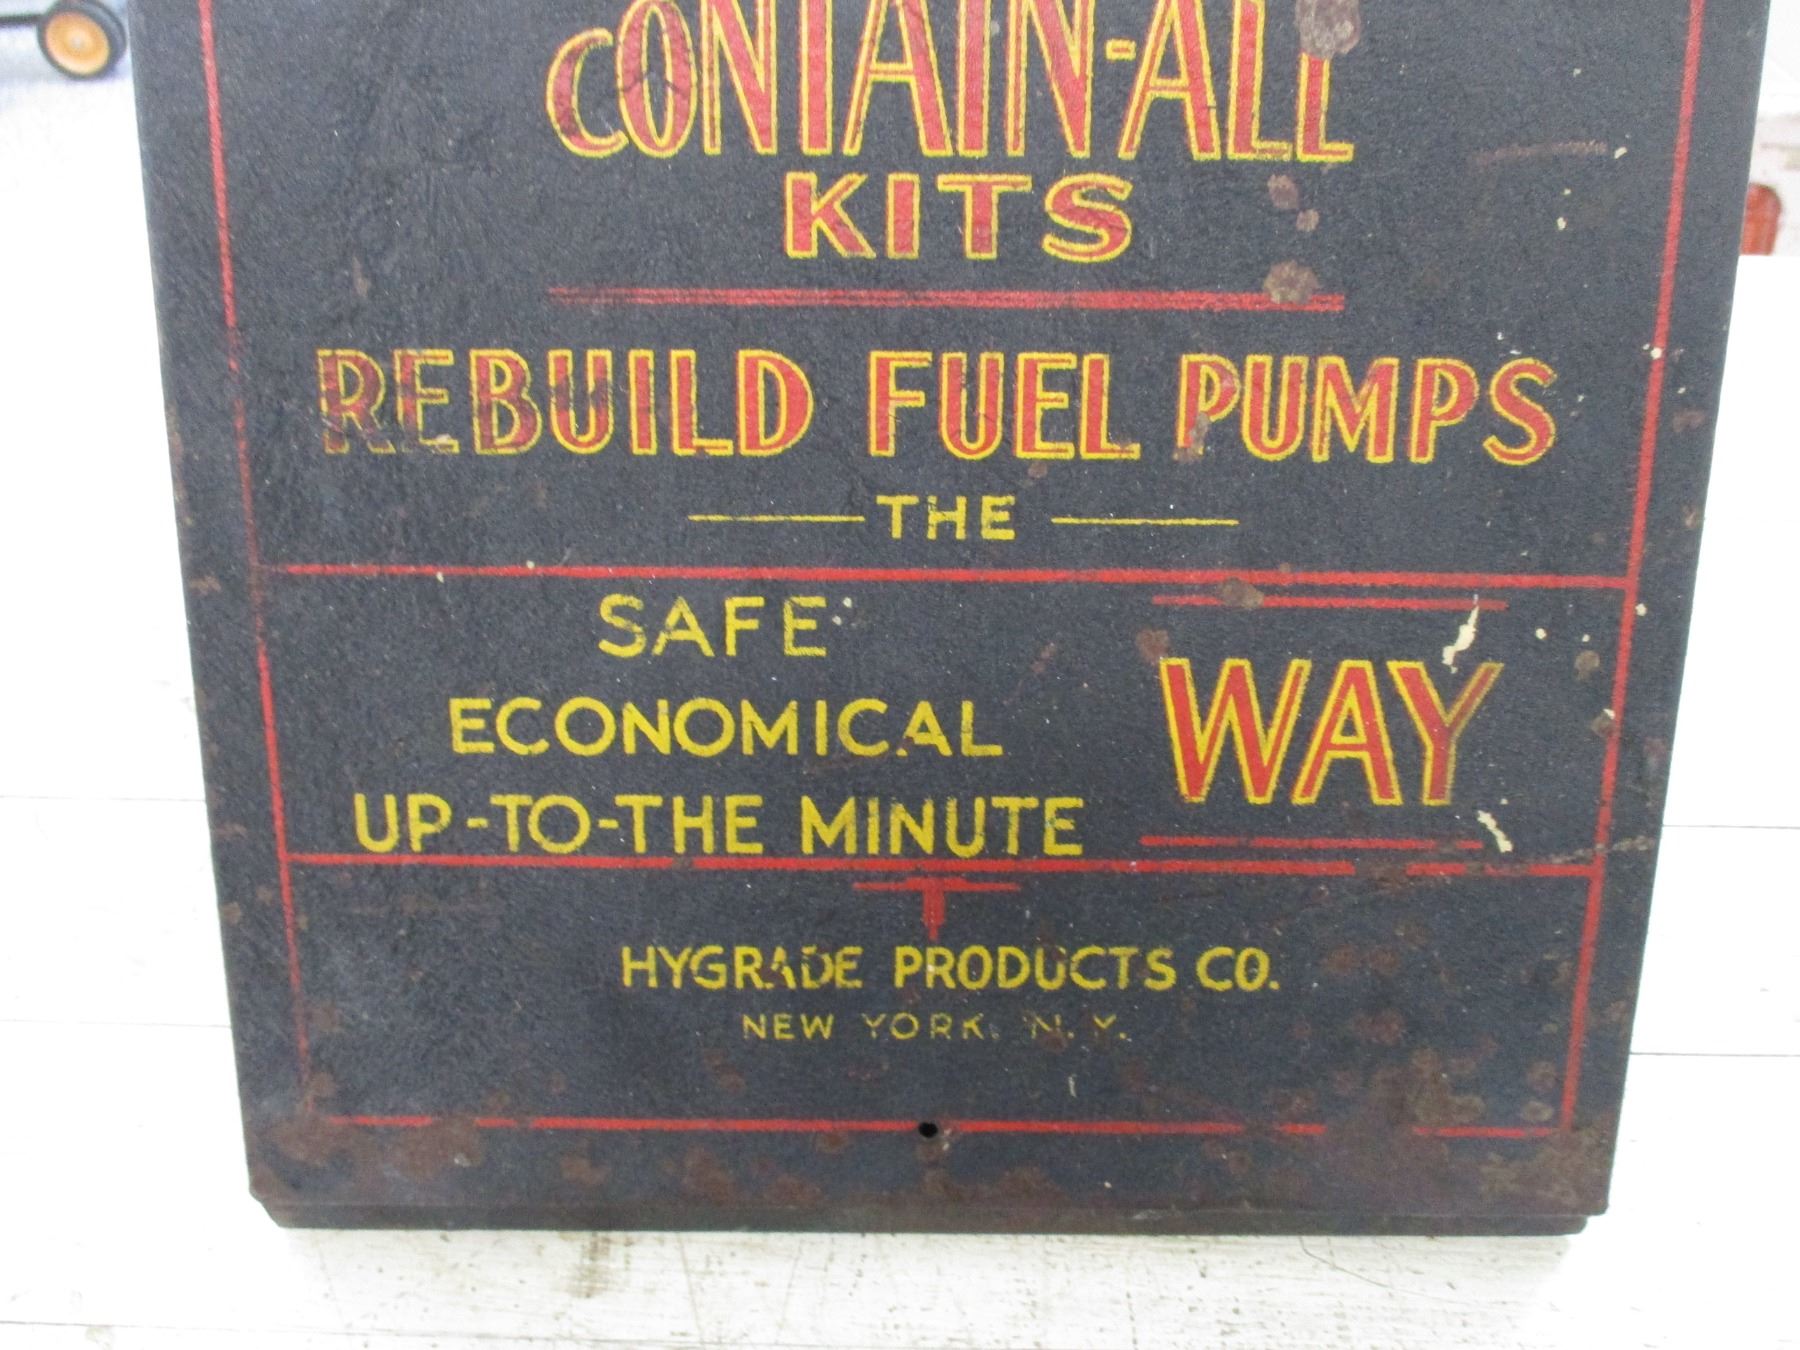 CONTAIN-ALL
KITS
REBUILD FUEL PUMPS
THE
SAFE
ECONOMICAL
UP-TO-THE MINUTE
WAY
HYGRADE PRODUCTS CO.
NEW YORK, N.Y.